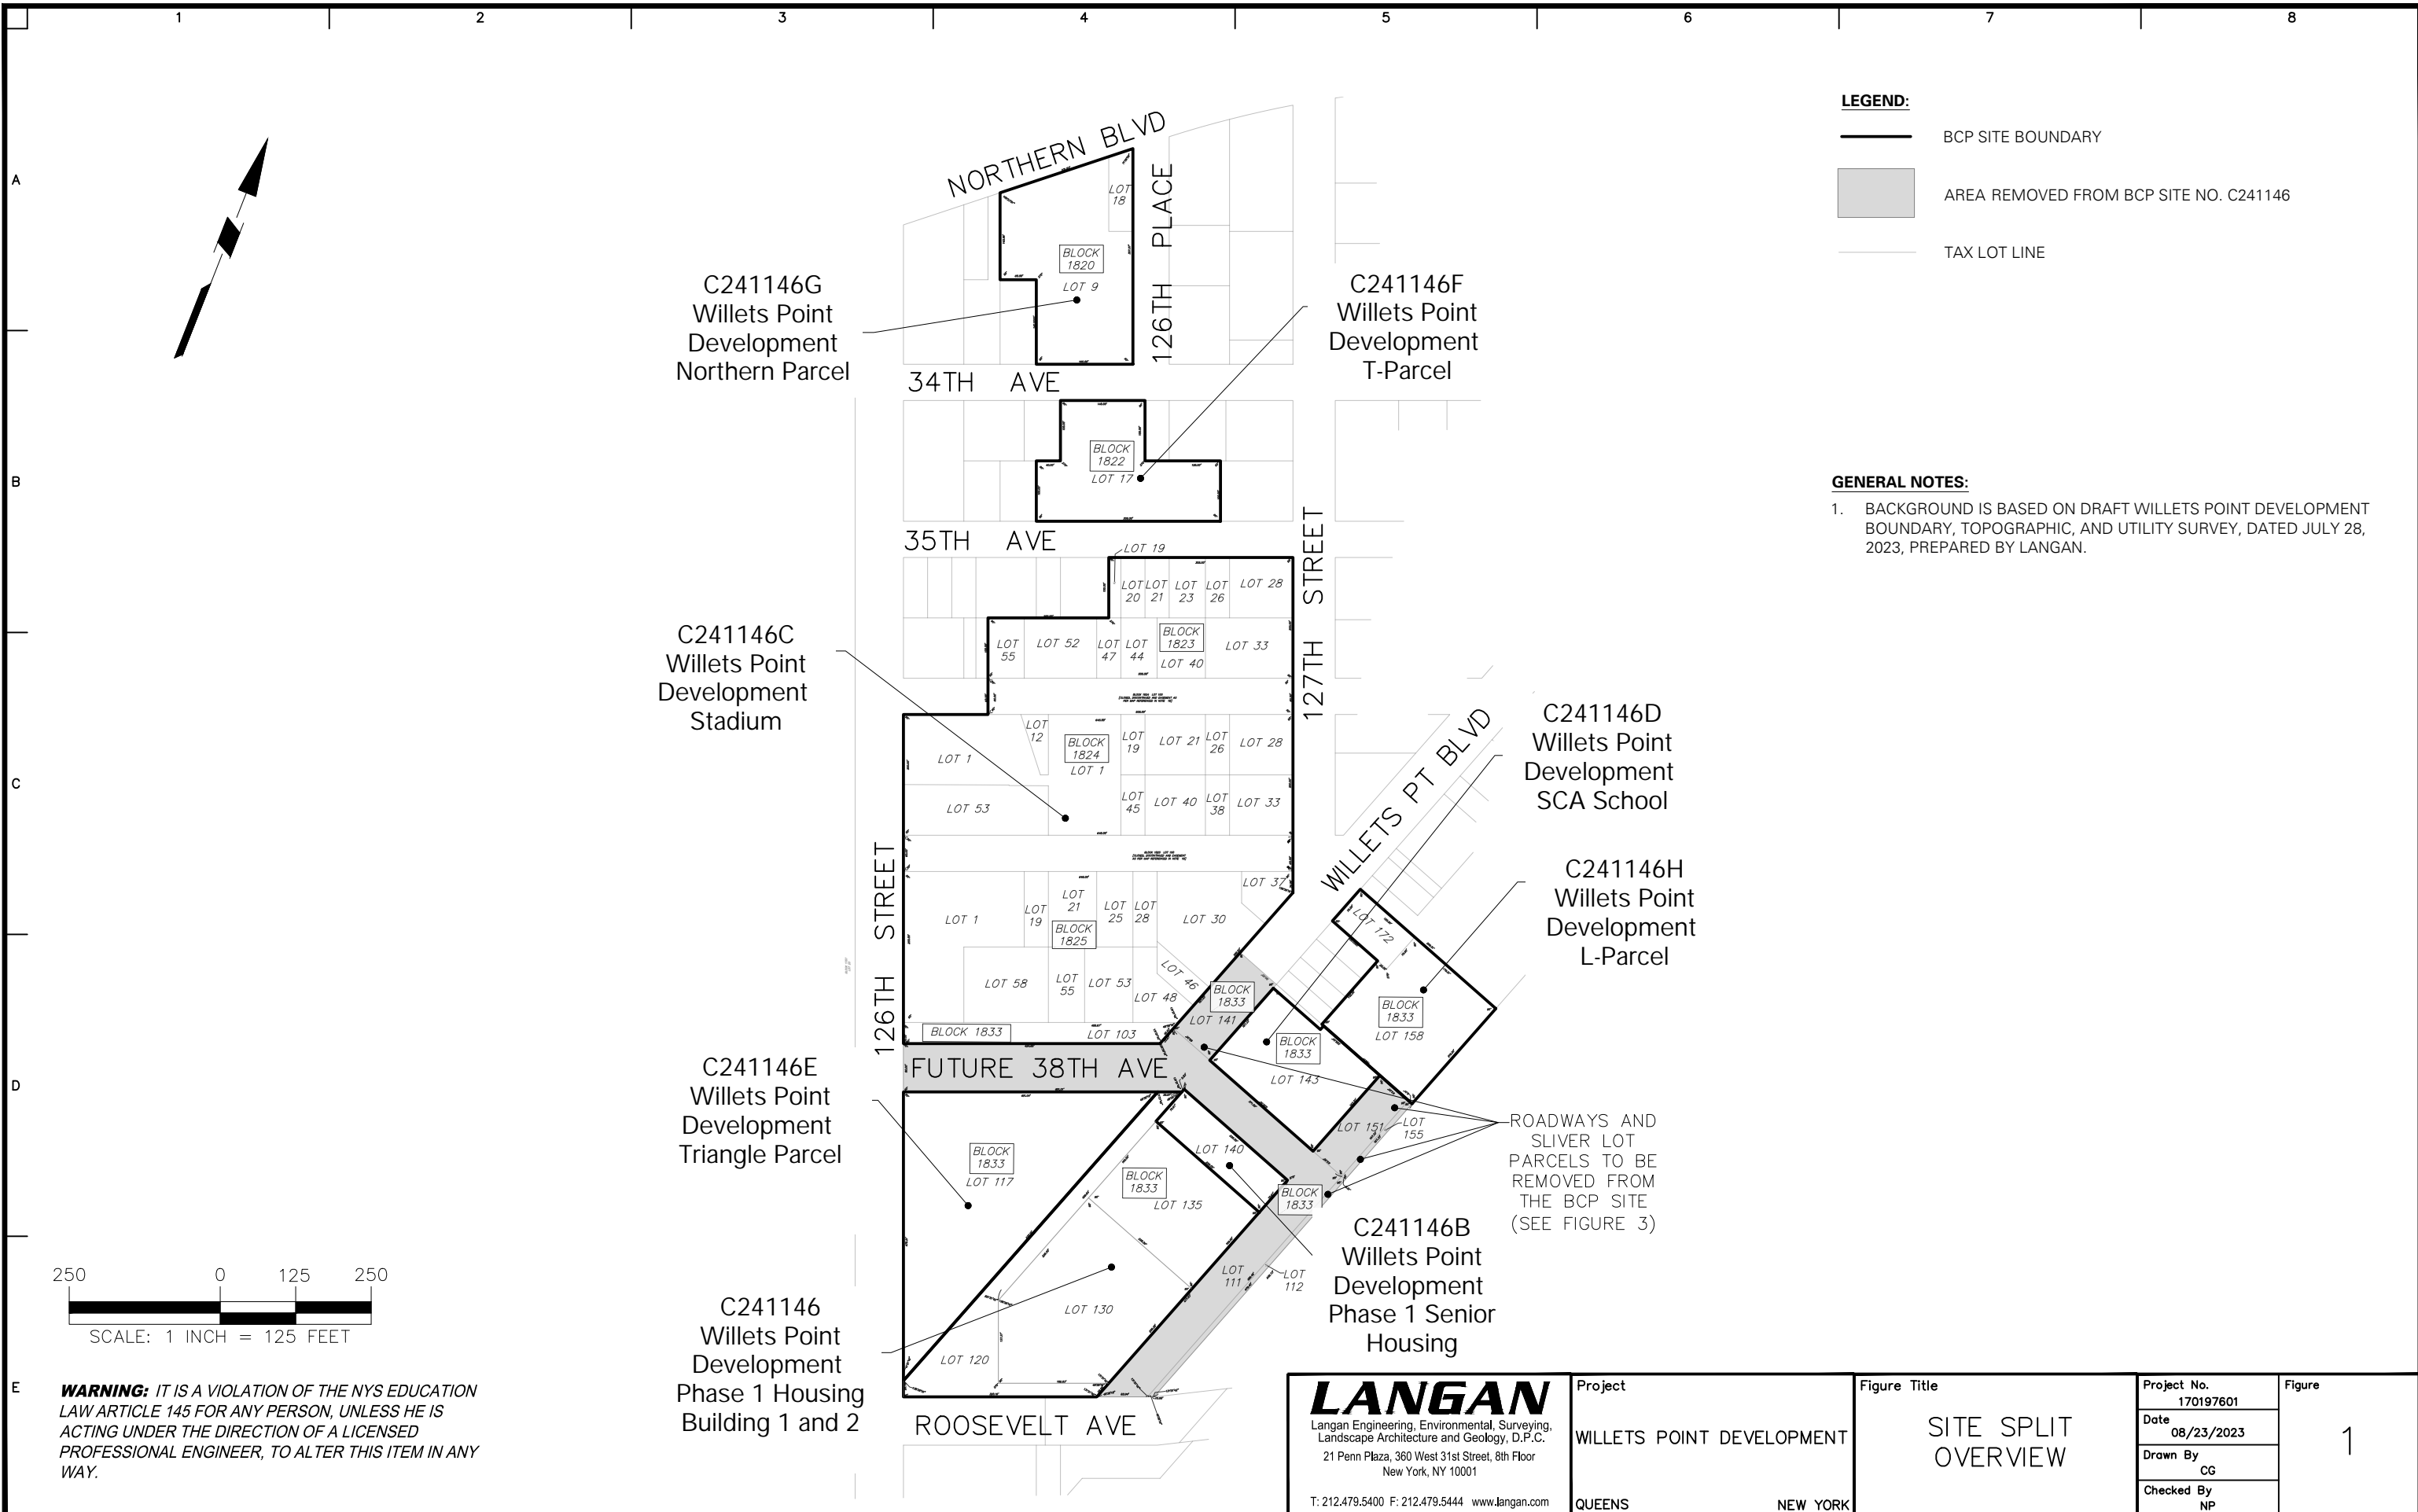 1 2 3 4 5 6 7 8
A
B
C
D
E
LEGEND:
BCP SITE BOUNDARY
AREA REMOVED FROM BCP SITE NO. C241146
TAX LOT LINE
GENERAL NOTES:
1. BACKGROUND IS BASED ON DRAFT WILLETS POINT DEVELOPMENT
BOUNDARY, TOPOGRAPHIC, AND UTILITY SURVEY, DATED JULY 28,
2023, PREPARED BY LANGAN.
NORTHERN BLVD
126TH PLACE
LOT
18
BLOCK
1820
LOT 9
C241146G
Willets Point
Development
Northern Parcel
C241146F
Willets Point
Development
T-Parcel
34TH AVE
BLOCK
1822
LOT 17
35TH AVE
127TH STREET
LOT 19
LOT
20
LOT
21
LOT
23
LOT
26
LOT 28
LOT
55
LOT 52
LOT
47
LOT
44
BLOCK
1823
LOT 40
LOT 33
C241146C
Willets Point
Development
Stadium
LOT
12
LOT 1
BLOCK
1824
LOT 1
LOT
19
LOT 21
LOT
26
LOT 28
LOT 53
LOT
45
LOT 40
LOT
38
LOT 33
126TH STREET
WILLETS PT BLVD
C241146D
Willets Point
Development
SCA School
C241146H
Willets Point
Development
L-Parcel
LOT 1
LOT
19
LOT
21
BLOCK
1825
LOT
25
LOT
28
LOT 30
LOT 37
LOT 58
LOT
55
LOT 53
LOT 48
LOT 46
BLOCK 1833
LOT 103
BLOCK
1833
LOT 141
LOT 172
BLOCK
1833
LOT 158
BLOCK
1833
LOT 143
FUTURE 38TH AVE
C241146E
Willets Point
Development
Triangle Parcel
BLOCK
1833
LOT 117
LOT 140
BLOCK
1833
LOT 135
LOT 151
LOT
155
BLOCK
1833
ROADWAYS AND
SLIVER LOT
PARCELS TO BE
REMOVED FROM
THE BCP SITE
(SEE FIGURE 3)
C241146B
Willets Point
Development
Phase 1 Senior
Housing
LOT
111
LOT
112
LOT 130
LOT 120
C241146
Willets Point
Development
Phase 1 Housing
Building 1 and 2
ROOSEVELT AVE
250 0 125 250
SCALE: 1 INCH = 125 FEET
WARNING: IT IS A VIOLATION OF THE NYS EDUCATION
LAW ARTICLE 145 FOR ANY PERSON, UNLESS HE IS
ACTING UNDER THE DIRECTION OF A LICENSED
PROFESSIONAL ENGINEER, TO ALTER THIS ITEM IN ANY
WAY.
LANGAN
Langan Engineering, Environmental, Surveying,
Landscape Architecture and Geology, D.P.C.
21 Penn Plaza, 360 West 31st Street, 8th Floor
New York, NY 10001
T: 212.479.5400 F: 212.479.5444 www.langan.com
Project
WILLETS POINT DEVELOPMENT
QUEENS NEW YORK
Figure Title
SITE SPLIT
OVERVIEW
Project No.
170197601
Date
08/23/2023
Drawn By
CG
Checked By
NP
Figure
1